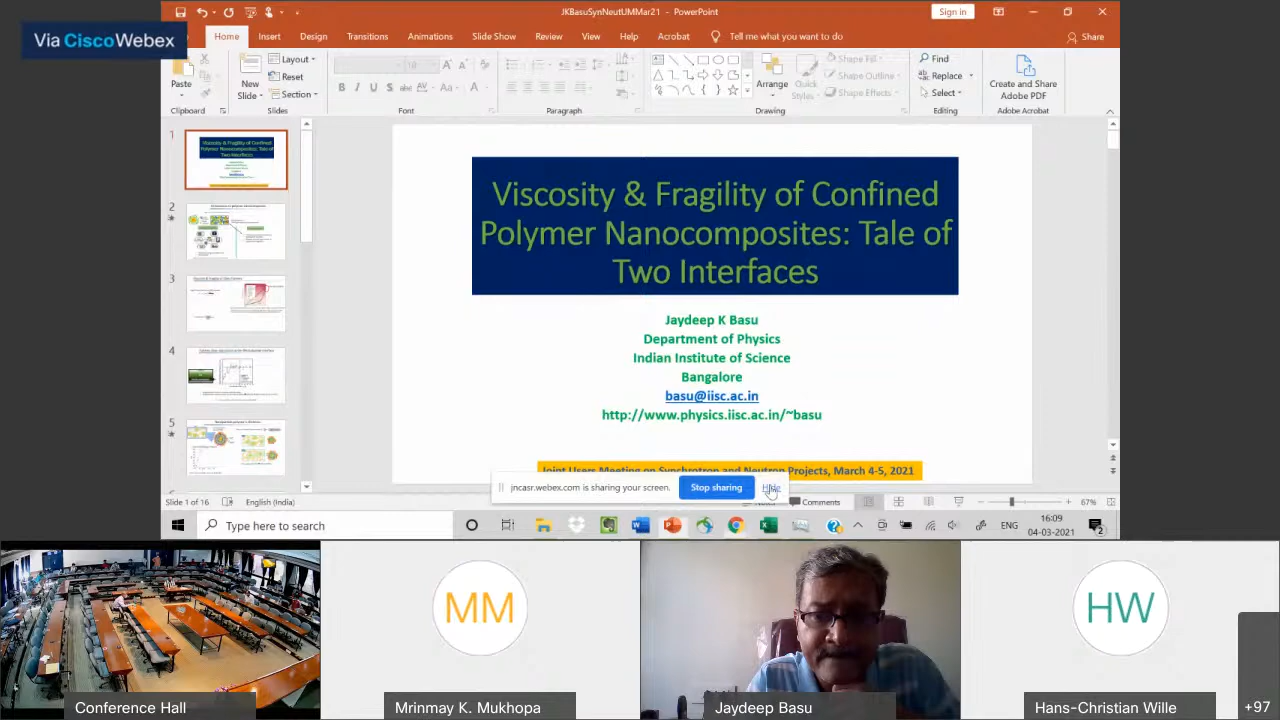 JKBasuSynNeutUMMar21 - PowerPoint
Sign in
Via CiscoWebex
Home
Insert
Design
Transitions
Animations
Slide Show
Review
View
Help
Acrobat
Tell me what you want to do
Share
Paste
New
Slide
Layout
Reset
Section
Arrange
Quick
Styles
Shape Fill
Shape Outline
Shape Effects
Find
Replace
Select
Create and Share
Adobe PDF
Clipboard
Slides
Font
Paragraph
Drawing
Editing
Adobe Acrobat
1
2
3
4
5
Viscosity & Fragility of Confined
Polymer Nanocomposites: Tale of
Two Interfaces
Jaydeep K Basu
Department of Physics
Indian Institute of Science
Bangalore
basu@iisc.ac.in
http://www.physics.iisc.ac.in/~basu
Joint Users Meeting on Synchrotron and Neutron Projects, March 4-5, 2021
jncasr.webex.com is sharing your screen.
Stop sharing
Hide
Slide 1 of 16
English (India)
Comments
67%
Type here to search
ENG
16:09
04-03-2021
2
MM
HW
Conference Hall
Mrinmay K. Mukhopa
Jaydeep Basu
Hans-Christian Wille
+97